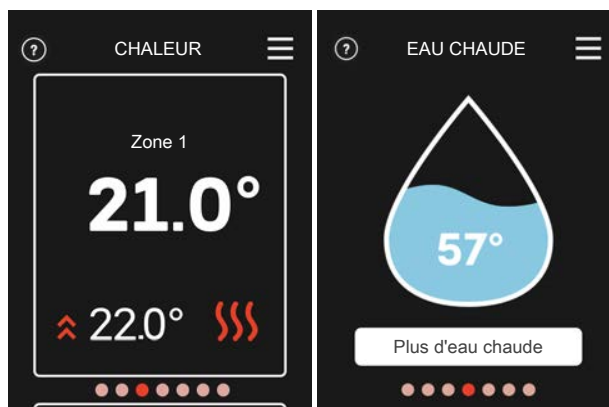 ?
CHALEUR
Zone 1
21.0°
22.0°
?
EAU CHAUDE
57°
Plus d'eau chaude